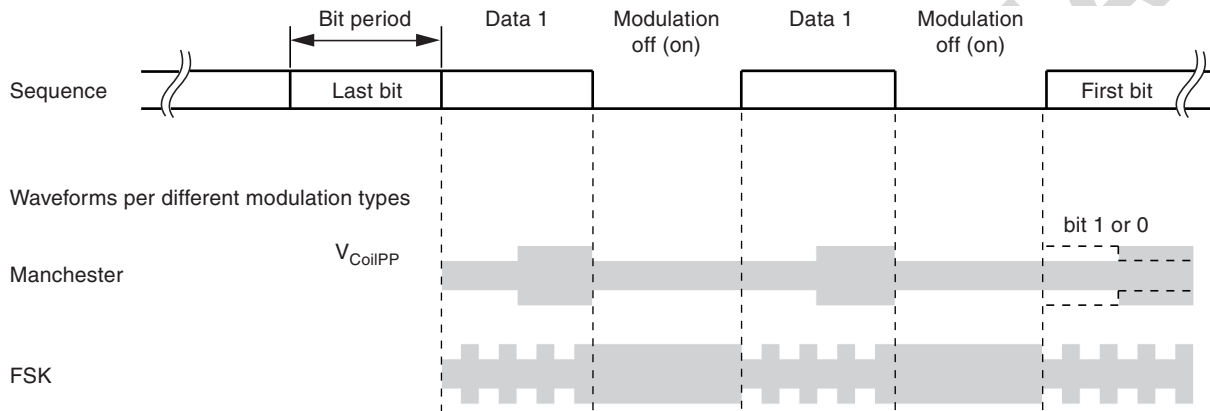 Bit period
Data 1
Modulation
off (on)
Data 1
Modulation
off (on)
Sequence
Last bit
First bit
Waveforms per different modulation types
bit 1 or 0
VCoilPP
Manchester
FSK